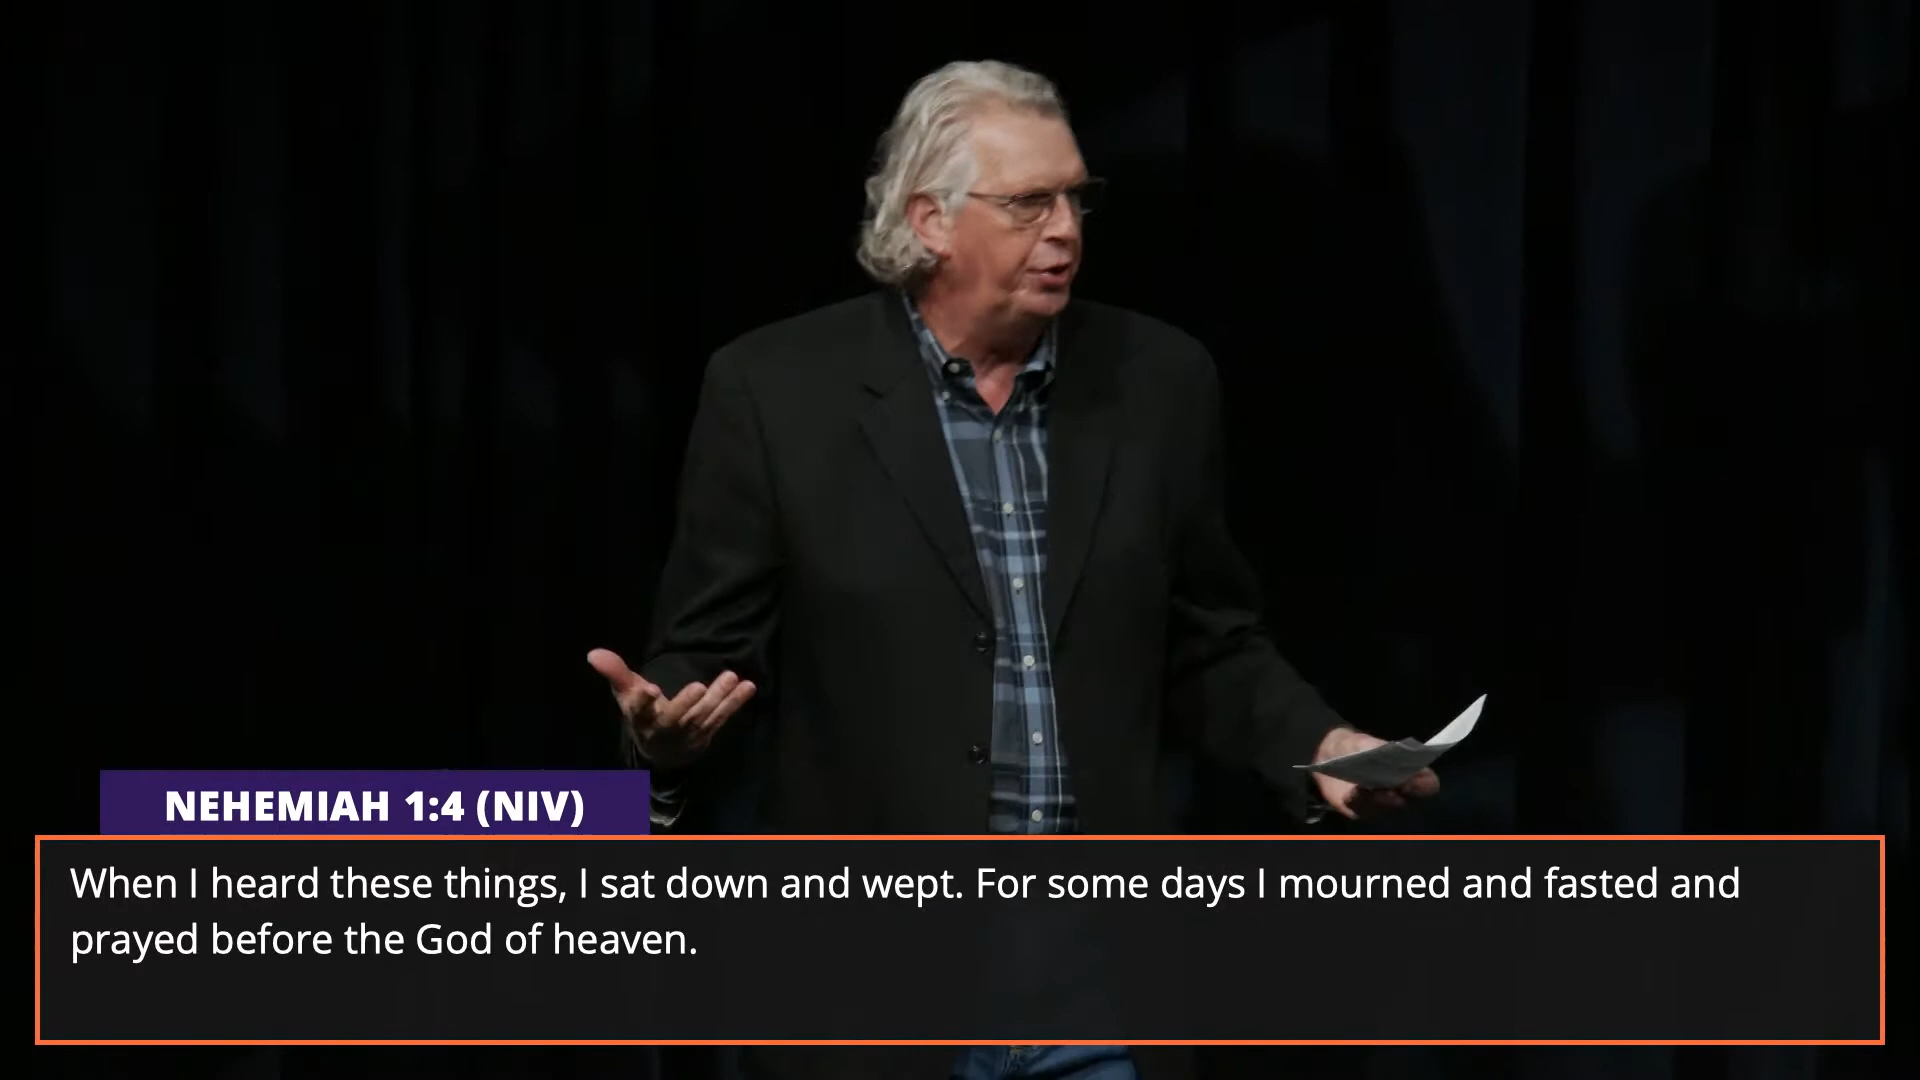 NEHEMIAH 1:4 (NIV)
When I heard these things, I sat down and wept. For some days I mourned and fasted and
prayed before the God of heaven.